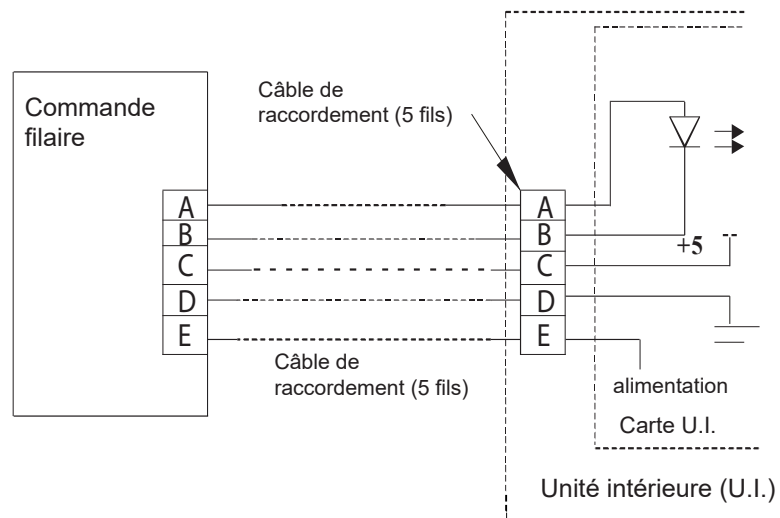 Câble de
raccordement (5 fils)
Commande
filaire
A
B
C
D
E
A
B
C
D
E
+5
Câble de
raccordement (5 fils)
alimentation
Carte U.I.
Unité intérieure (U.I.)